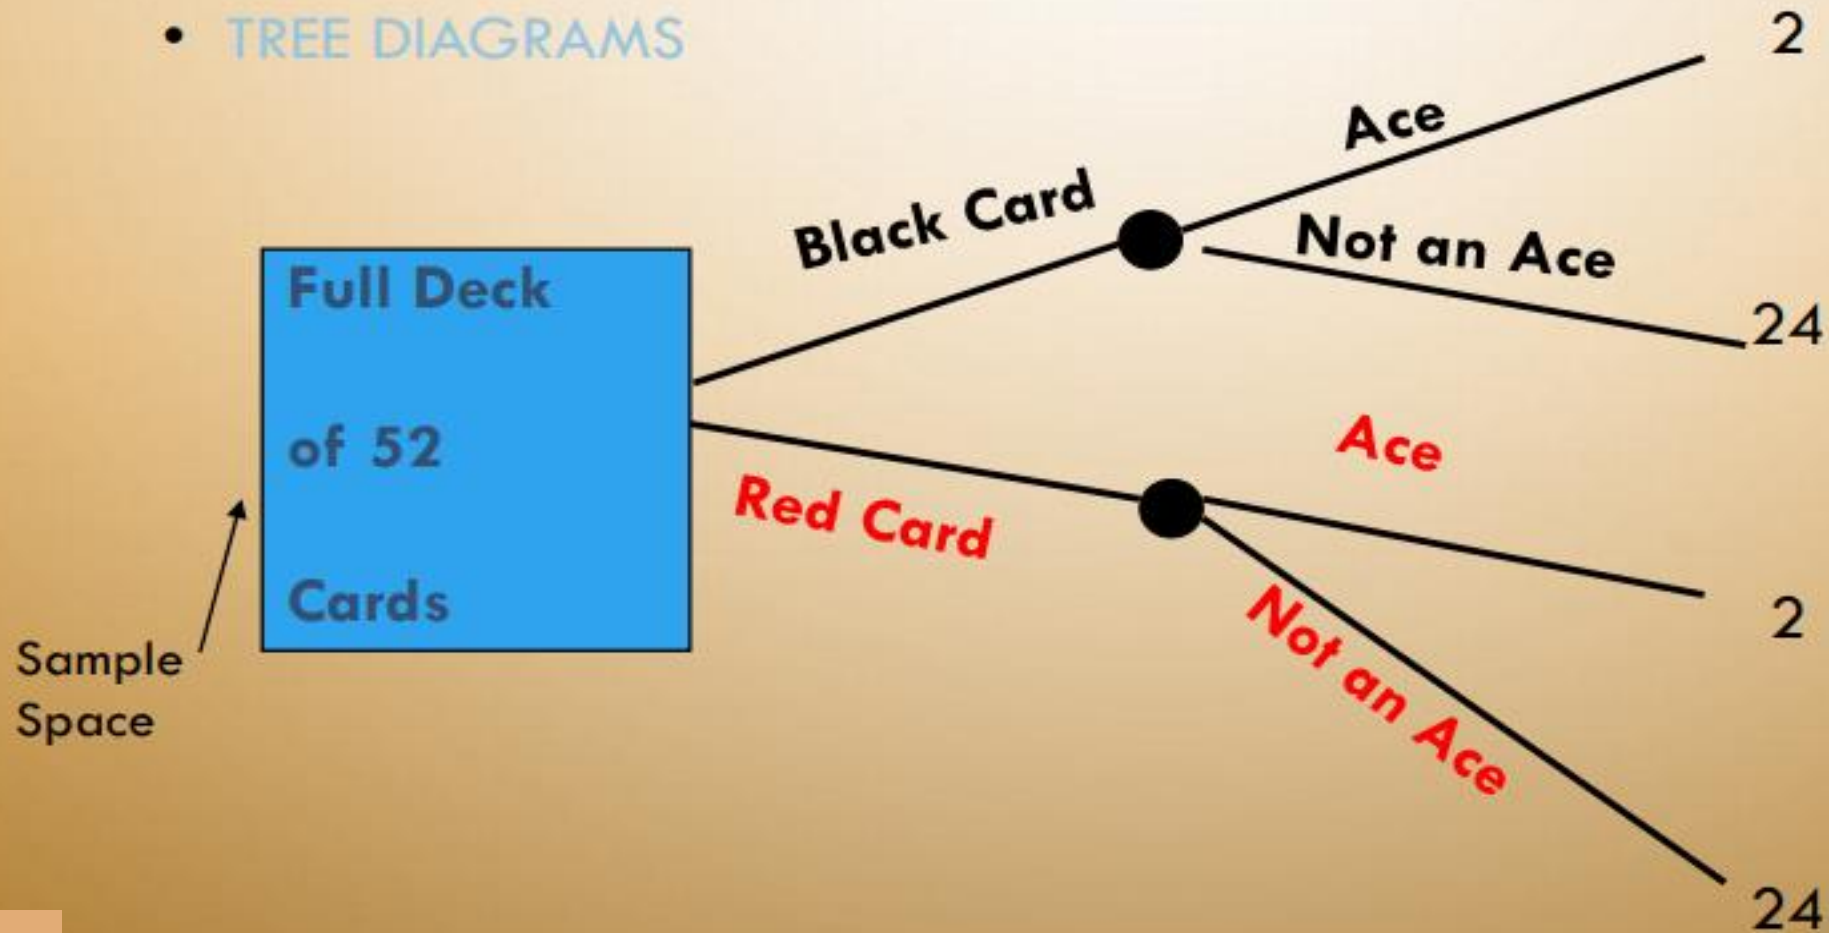 • TREE DIAGRAMS
2
Ace
Black Card
Not an Ace
24
Full Deck
of 52
Cards
Ace
Red Card
2
Not an Ace
Sample
Space
24